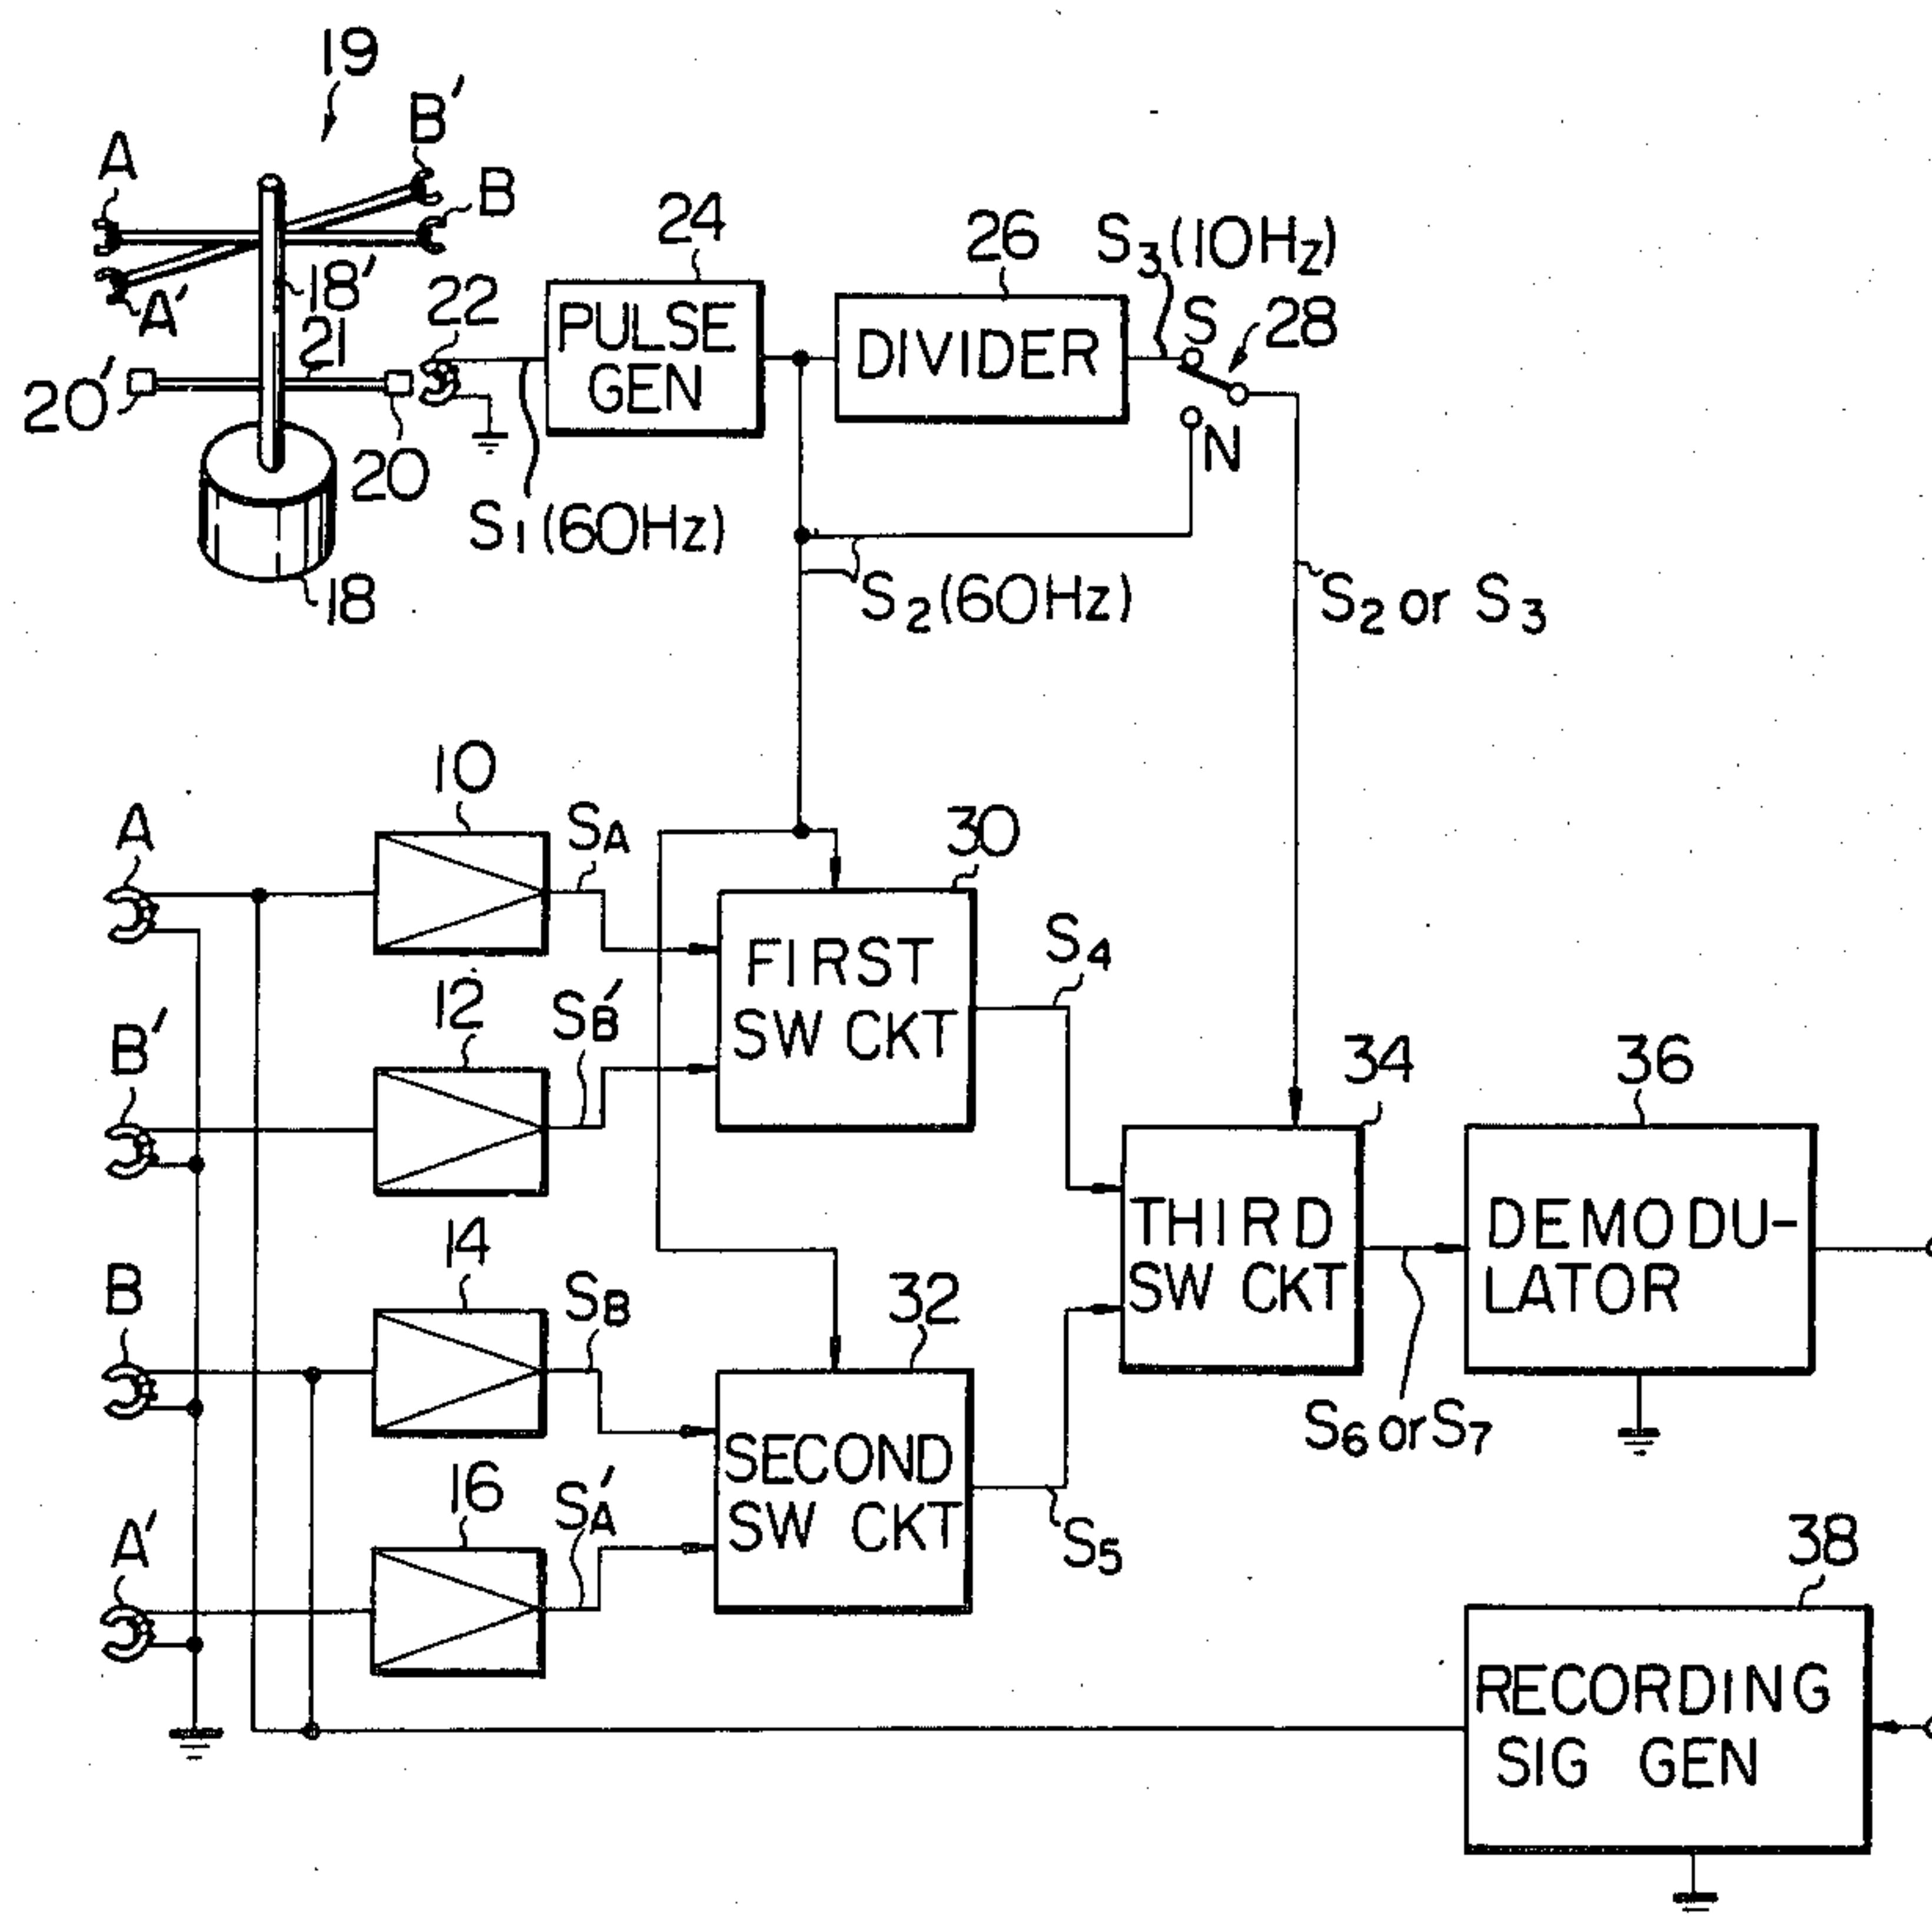 19
A
B'
B
A'
18'
21
22
20'
20
18
24
PULSE
GEN
26
DIVIDER
S3(10Hz)
S
28
N
S1(60Hz)
S2(60Hz)
S2 or S3
10
A
SA
30
FIRST
SW CKT
S4
12
B'
SB'
34
THIRD
SW CKT
36
DEMODU-
LATOR
14
B
SB
32
SECOND
SW CKT
S6 or S7
16
A'
SA'
S5
38
RECORDING
SIG GEN